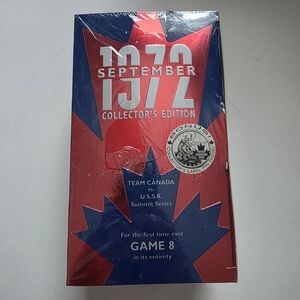 1972
SEPTEMBER
COLLECTOR'S EDITION
BONUS!
TEAM CANADA
vs.
U.S.S.R.
Summit Series
For the first time ever
GAME 8
in its entirety